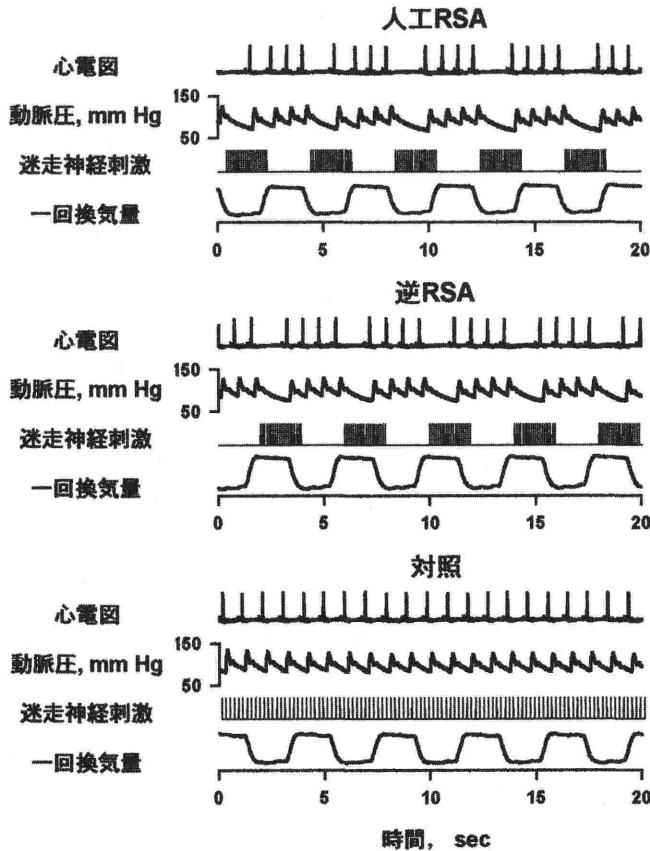 人工RSA
心電図
動脈圧, mm Hg
150
50
迷走神経刺激
一回換気量
0 5 10 15 20
逆RSA
心電図
動脈圧, mm Hg
150
50
迷走神経刺激
一回換気量
0 5 10 15 20
対照
心電図
動脈圧, mm Hg
150
50
迷走神経刺激
一回換気量
0 5 10 15 20
時間, sec